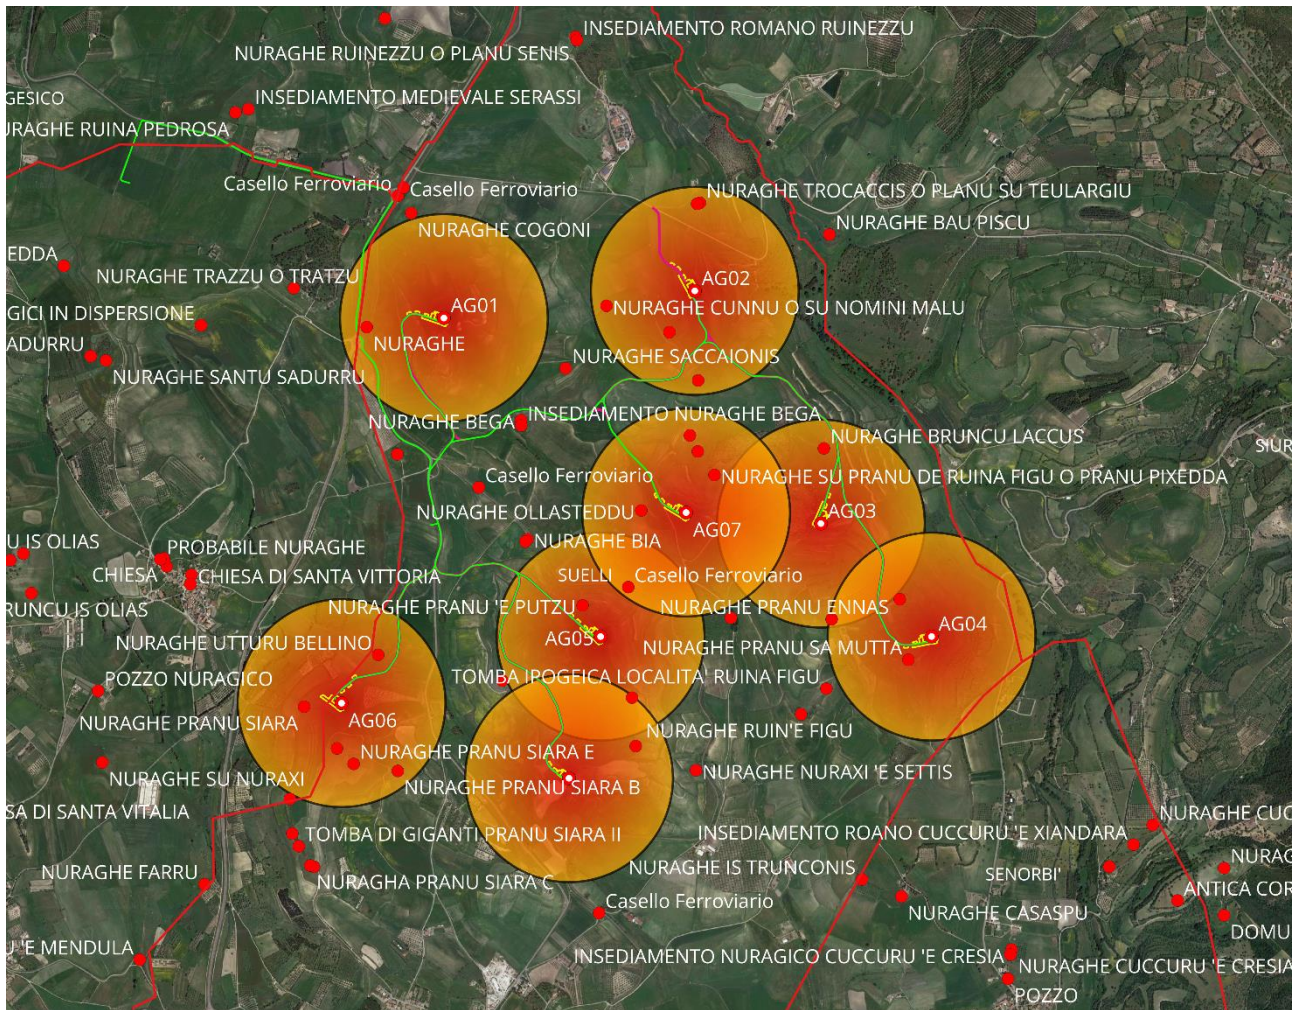 INSEDIAMENTO ROMANO RUINEZZU
NURAGHE RUINEZZU O PLANU SENIS
GESICO
INSEDIAMENTO MEDIEVALE SERASSI
URAGHE RUINA PEDROSA
Casello Ferroviario
Casello Ferroviario
NURAGHE TROCACCIS O PLANU SU TEULARGIU
NURAGHE COGONI
NURAGHE BAU PISCU
EDDA
NURAGHE TRAZZU O TRATZU
AG02
AG01
NURAGHE CUNNU O SU NOMINI MALU
GICI IN DISPERSIONE
ADURRU
NURAGHE
NURAGHE SACCAIONIS
NURAGHE SANTU SADURRU
NURAGHE BEGA
INSEDIAMENTO NURAGHE BEGA
NURAGHE BRUNCU LACCUS
SIUR
Casello Ferroviario
NURAGHE SU PRANU DE RUINA FIGU O PRANU PIXEDDA
NURAGHE OLLASTEDDU
AG03
AG07
U IS OLIAS
PROBABILE NURAGHE
NURAGHE BIA
CHIESA
CHIESA DI SANTA VITTORIA
SUELLI
Casello Ferroviario
RUNCU IS OLIAS
NURAGHE PRANU 'E PUTZU
NURAGHE PRANU ENNAS
AG04
NURAGHE UTTURU BELLINO
AG05
NURAGHE PRANU SA MUTTA
POZZO NURAGICO
TOMBA IPOGEICA LOCALITA' RUINA FIGU
NURAGHE PRANU SIARA
AG06
NURAGHE RUIN'E FIGU
NURAGHE PRANU SIARA E
NURAGHE SU NURAXI
NURAGHE PRANU SIARA B
NURAGHE NURAXI 'E SETTIS
SA DI SANTA VITALIA
NURAGHE CUC
TOMBA DI GIGANTI PRANU SIARA II
INSEDIAMENTO ROANO CUCCURU 'E XIANDARA
NURAG
NURAGHE FARRU
NURAGHA PRANU SIARA C
NURAGHE IS TRUNCONIS
SENORBI'
ANTICA COR
Casello Ferroviario
NURAGHE CASASPU
DOMU
U 'E MENDULA
INSEDIAMENTO NURAGICO CUCCURU 'E CRESIA
NURAGHE CUCCURU 'E CRESIA
POZZO